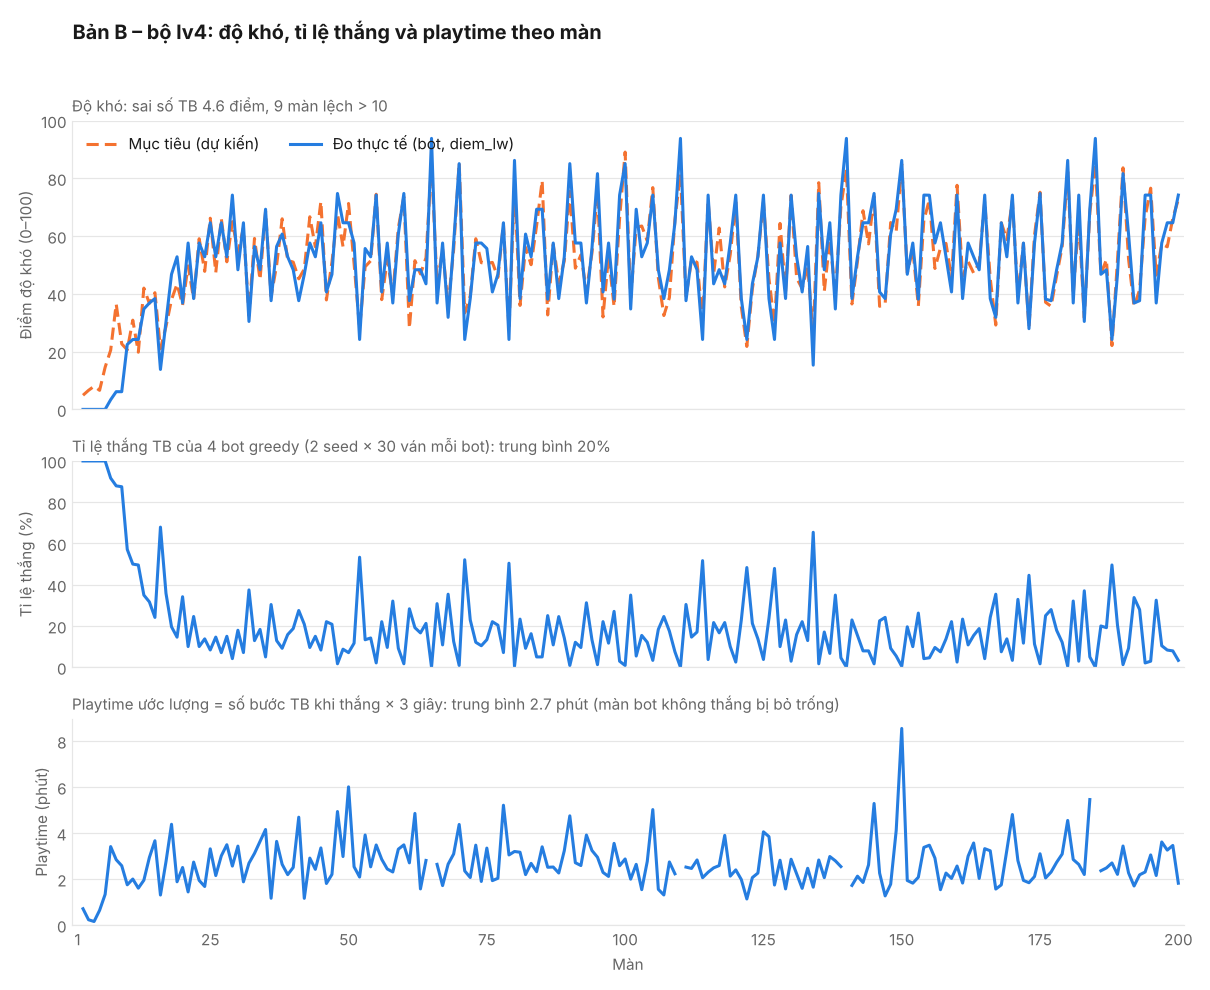 Bản B – bộ lv4: độ khó, tỉ lệ thắng và playtime theo màn
Độ khó: sai số TB 4.6 điểm, 9 màn lệch > 10
Mục tiêu (dự kiến)
Đo thực tế (bot, diem_lw)
Điểm độ khó (0–100)
100
80
60
40
20
0
Tỉ lệ thắng TB của 4 bot greedy (2 seed × 30 ván mỗi bot): trung bình 20%
Tỉ lệ thắng (%)
100
80
60
40
20
0
Playtime ước lượng = số bước TB khi thắng × 3 giây: trung bình 2.7 phút (màn bot không thắng bị bỏ trống)
Playtime (phút)
8
6
4
2
0
1 25 50 75 100 125 150 175 200
Màn